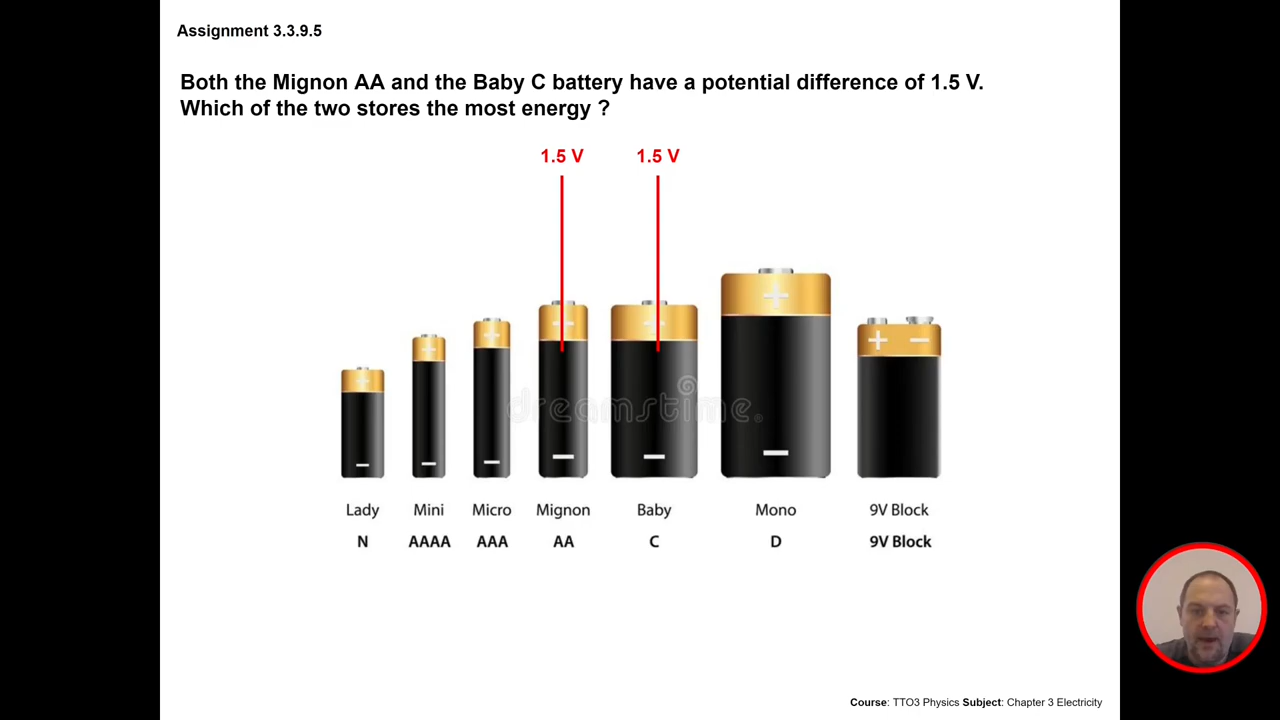 Assignment 3.3.9.5
Both the Mignon AA and the Baby C battery have a potential difference of 1.5 V.
Which of the two stores the most energy ?
1.5 V 1.5 V
dreamstime.
Lady Mini Micro Mignon Baby Mono 9V Block
N AAAA AAA AA C D 9V Block
Course: TTO3 Physics Subject: Chapter 3 Electricity